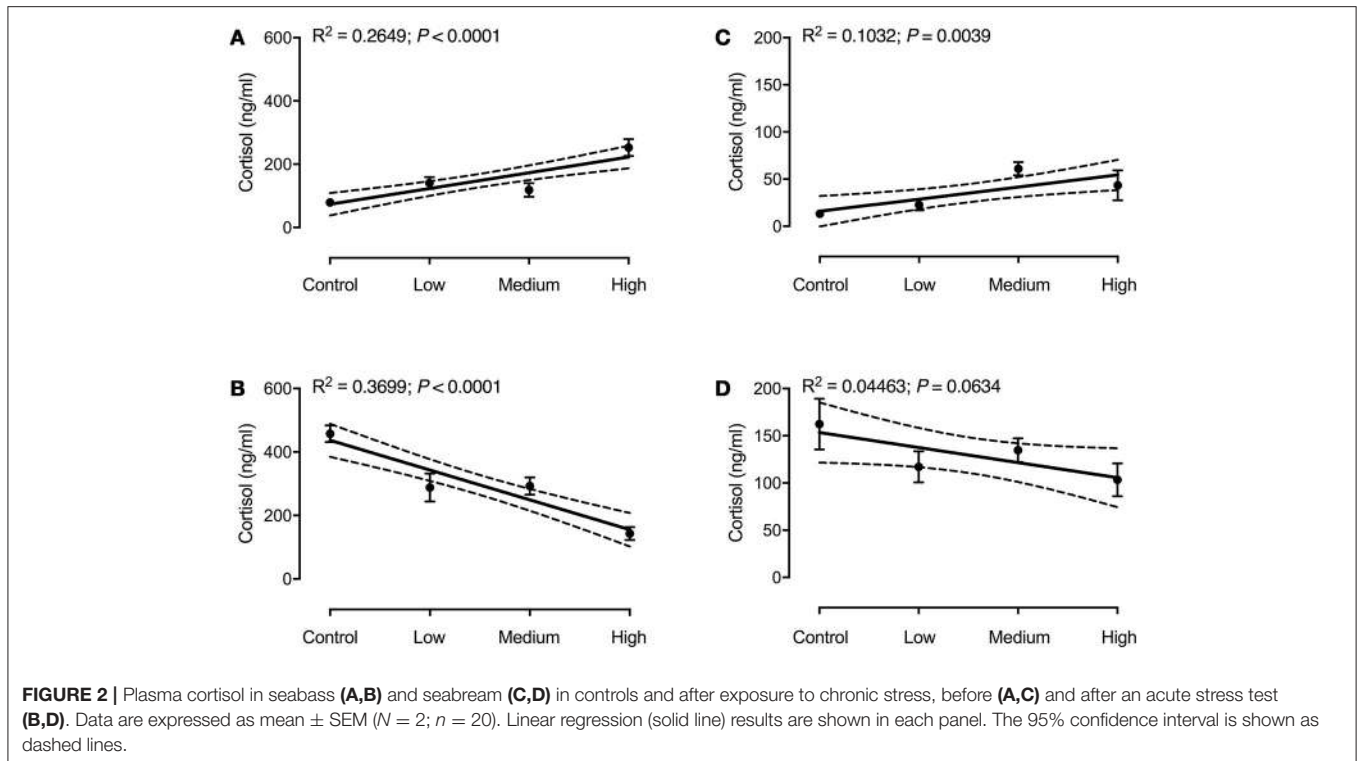 A R² = 0.2649; P < 0.0001
600
400
200
0
Cortisol (ng/ml)
Control Low Medium High
C R² = 0.1032; P = 0.0039
200
150
100
50
0
Cortisol (ng/ml)
Control Low Medium High
B R² = 0.3699; P < 0.0001
600
400
200
0
Cortisol (ng/ml)
Control Low Medium High
D R² = 0.04463; P = 0.0634
200
150
100
50
0
Cortisol (ng/ml)
Control Low Medium High
FIGURE 2 | Plasma cortisol in seabass (A,B) and seabream (C,D) in controls and after exposure to chronic stress, before (A,C) and after an acute stress test
(B,D). Data are expressed as mean ± SEM (N = 2; n = 20). Linear regression (solid line) results are shown in each panel. The 95% confidence interval is shown as
dashed lines.